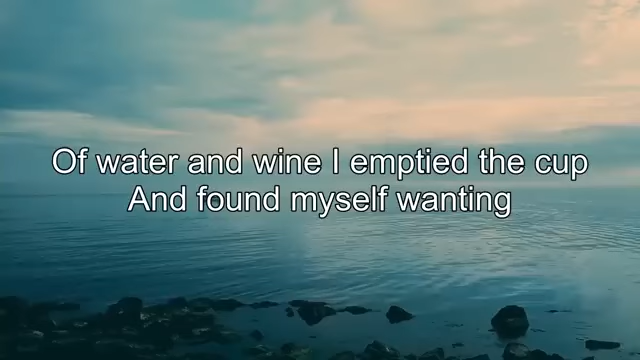 Of water and wine I emptied the cup
And found myself wanting